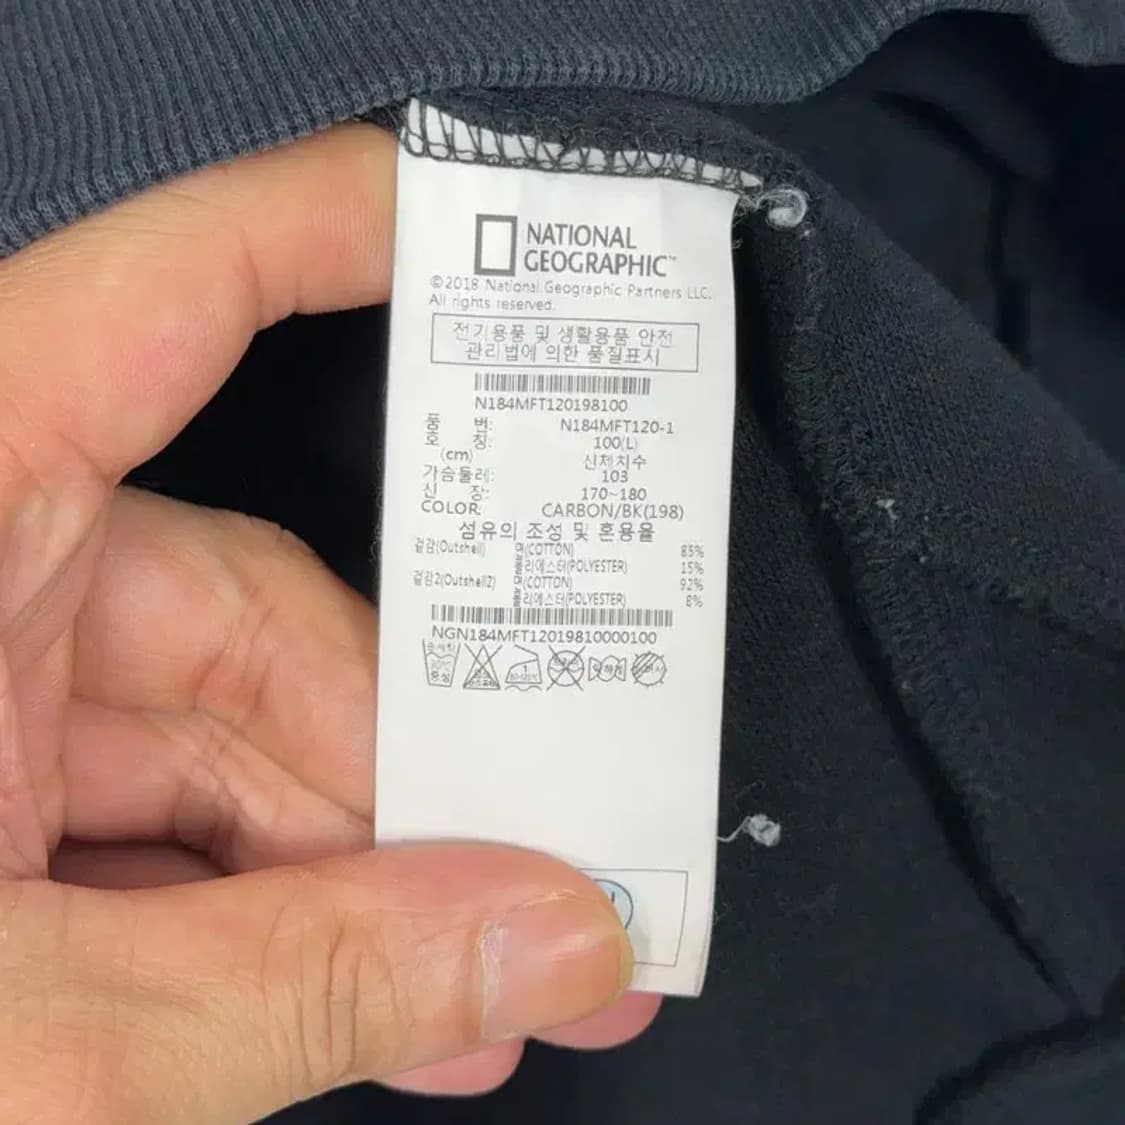 NATIONAL
GEOGRAPHIC™
©2018 National Geographic Partners LLC.
All rights reserved.
전기용품 및 생활용품 안전
관리법에 의한 품질표시
N184MFT120198100
품 번: N184MFT120-1
호 칭: 100(L)
(cm) 신체치수
가슴둘레: 103
신 장: 170~180
COLOR: CARBON/BK(198)
섬유의 조성 및 혼용율
겉감(Outshell) 면(COTTON) 85%
폴리에스터(POLYESTER) 15%
겉감2(Outshell2) 면(COTTON) 92%
폴리에스터(POLYESTER) 8%
NGN184MFT12019810000100
30℃
중성